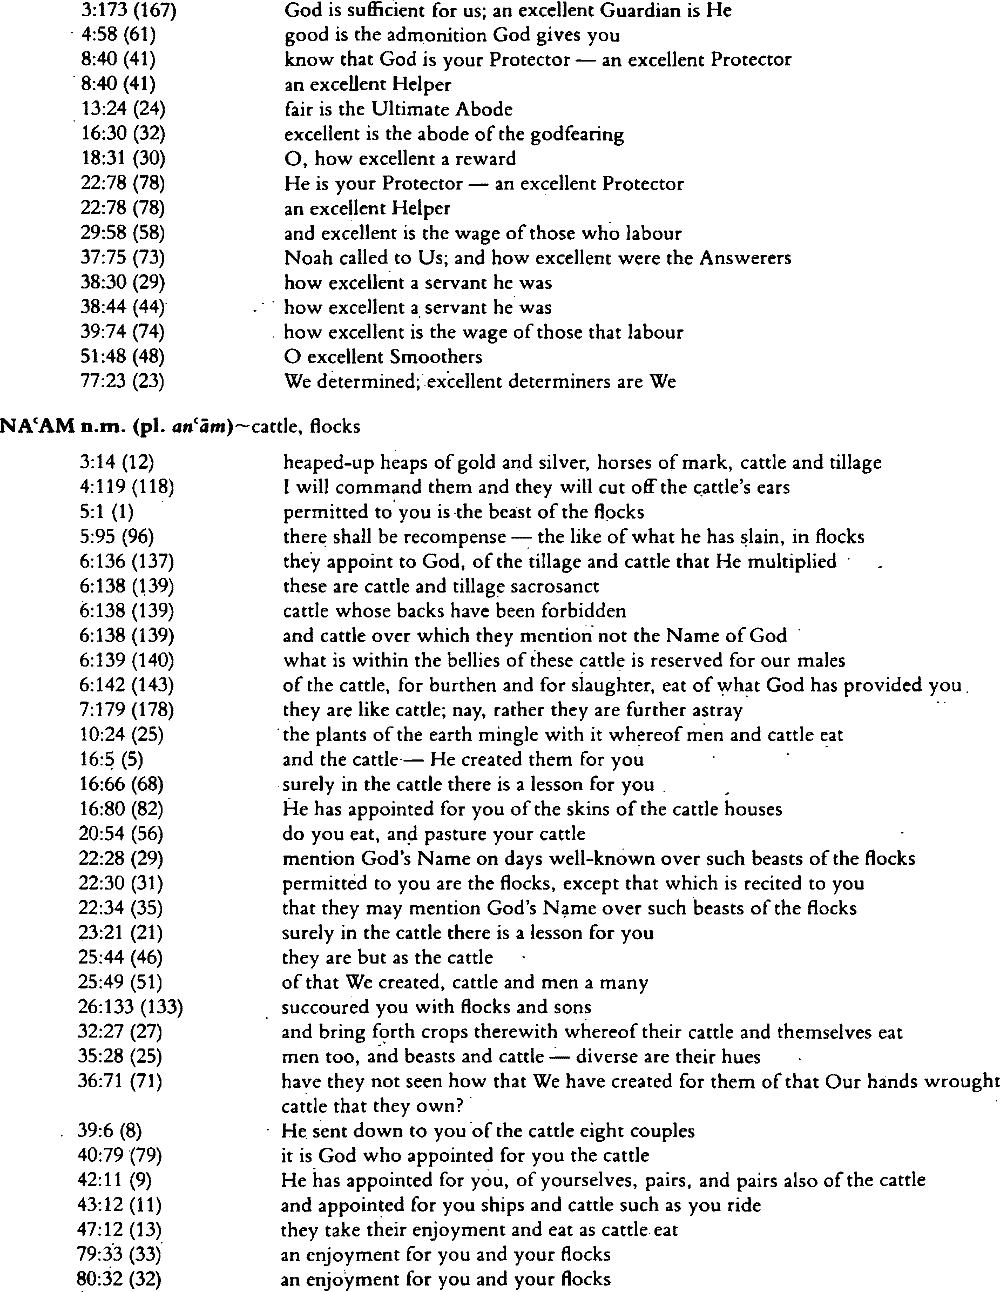 3:173 (167) God is sufficient for us; an excellent Guardian is He
4:58 (61) good is the admonition God gives you
8:40 (41) know that God is your Protector — an excellent Protector
8:40 (41) an excellent Helper
13:24 (24) fair is the Ultimate Abode
16:30 (32) excellent is the abode of the godfearing
18:31 (30) O, how excellent a reward
22:78 (78) He is your Protector — an excellent Protector
22:78 (78) an excellent Helper
29:58 (58) and excellent is the wage of those who labour
37:75 (73) Noah called to Us; and how excellent were the Answerers
38:30 (29) how excellent a servant he was
38:44 (44) how excellent a servant he was
39:74 (74) how excellent is the wage of those that labour
51:48 (48) O excellent Smoothers
77:23 (23) We determined; excellent determiners are We
NAʿAM n.m. (pl. anʿām)~cattle, flocks
3:14 (12) heaped-up heaps of gold and silver, horses of mark, cattle and tillage
4:119 (118) I will command them and they will cut off the cattle's ears
5:1 (1) permitted to you is the beast of the flocks
5:95 (96) there shall be recompense — the like of what he has slain, in flocks
6:136 (137) they appoint to God, of the tillage and cattle that He multiplied
6:138 (139) these are cattle and tillage sacrosanct
6:138 (139) cattle whose backs have been forbidden
6:138 (139) and cattle over which they mention not the Name of God
6:139 (140) what is within the bellies of these cattle is reserved for our males
6:142 (143) of the cattle, for burthen and for slaughter, eat of what God has provided you
7:179 (178) they are like cattle; nay, rather they are further astray
10:24 (25) the plants of the earth mingle with it whereof men and cattle eat
16:5 (5) and the cattle — He created them for you
16:66 (68) surely in the cattle there is a lesson for you
16:80 (82) He has appointed for you of the skins of the cattle houses
20:54 (56) do you eat, and pasture your cattle
22:28 (29) mention God's Name on days well-known over such beasts of the flocks
22:30 (31) permitted to you are the flocks, except that which is recited to you
22:34 (35) that they may mention God's Name over such beasts of the flocks
23:21 (21) surely in the cattle there is a lesson for you
25:44 (46) they are but as the cattle
25:49 (51) of that We created, cattle and men a many
26:133 (133) succoured you with flocks and sons
32:27 (27) and bring forth crops therewith whereof their cattle and themselves eat
35:28 (25) men too, and beasts and cattle — diverse are their hues
36:71 (71) have they not seen how that We have created for them of that Our hands wrought
cattle that they own?
39:6 (8) He sent down to you of the cattle eight couples
40:79 (79) it is God who appointed for you the cattle
42:11 (9) He has appointed for you, of yourselves, pairs, and pairs also of the cattle
43:12 (11) and appointed for you ships and cattle such as you ride
47:12 (13) they take their enjoyment and eat as cattle eat
79:33 (33) an enjoyment for you and your flocks
80:32 (32) an enjoyment for you and your flocks